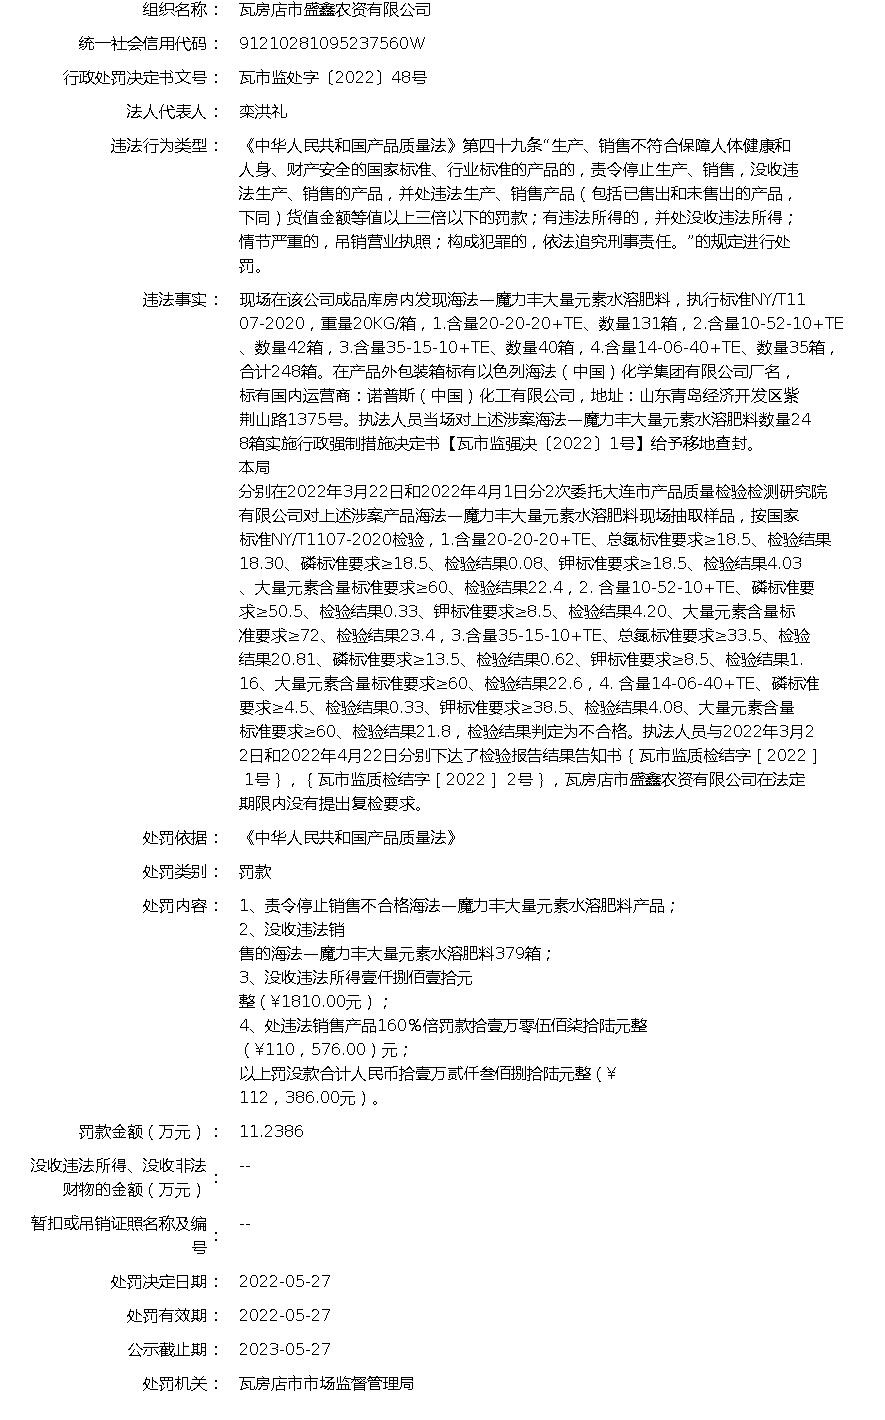 组织名称： 瓦房店市盛鑫农资有限公司
统一社会信用代码： 91210281095237560W
行政处罚决定书文号： 瓦市监处字〔2022〕48号
法人代表人： 栾洪礼
违法行为类型： 《中华人民共和国产品质量法》第四十九条“生产、销售不符合保障人体健康和
人身、财产安全的国家标准、行业标准的产品的，责令停止生产、销售，没收违
法生产、销售的产品，并处违法生产、销售产品（包括已售出和未售出的产品，
下同）货值金额等值以上三倍以下的罚款；有违法所得的，并处没收违法所得；
情节严重的，吊销营业执照；构成犯罪的，依法追究刑事责任。”的规定进行处
罚。
违法事实： 现场在该公司成品库房内发现海法一魔力丰大量元素水溶肥料，执行标准NY/T11
07-2020，重量20KG/箱，1.含量20-20-20+TE、数量131箱，2.含量10-52-10+TE
、数量42箱，3.含量35-15-10+TE、数量40箱，4.含量14-06-40+TE、数量35箱，
合计248箱。在产品外包装箱标有以色列海法（中国）化学集团有限公司厂名，
标有国内运营商：诺普斯（中国）化工有限公司，地址：山东青岛经济开发区紫
荆山路1375号。执法人员当场对上述涉案海法一魔力丰大量元素水溶肥料数量24
8箱实施行政强制措施决定书【瓦市监强决〔2022〕1号】给予移地查封。
本局
分别在2022年3月22日和2022年4月1日分2次委托大连市产品质量检验检测研究院
有限公司对上述涉案产品海法一魔力丰大量元素水溶肥料现场抽取样品，按国家
标准NY/T1107-2020检验，1.含量20-20-20+TE、总氮标准要求≥18.5、检验结果
18.30、磷标准要求≥18.5、检验结果0.08、钾标准要求≥18.5、检验结果4.03
、大量元素含量标准要求≥60、检验结果22.4，2. 含量10-52-10+TE、磷标准要
求≥50.5、检验结果0.33、钾标准要求≥8.5、检验结果4.20、大量元素含量标
准要求≥72、检验结果23.4，3.含量35-15-10+TE、总氮标准要求≥33.5、检验
结果20.81、磷标准要求≥13.5、检验结果0.62、钾标准要求≥8.5、检验结果1.
16、大量元素含量标准要求≥60、检验结果22.6，4. 含量14-06-40+TE、磷标准
要求≥4.5、检验结果0.33、钾标准要求≥38.5、检验结果4.08、大量元素含量
标准要求≥60、检验结果21.8，检验结果判定为不合格。执法人员与2022年3月2
2日和2022年4月22日分别下达了检验报告结果告知书｛瓦市监质检结字［2022］
1号｝，｛瓦市监质检结字［2022］ 2号｝，瓦房店市盛鑫农资有限公司在法定
期限内没有提出复检要求。
处罚依据： 《中华人民共和国产品质量法》
处罚类别： 罚款
处罚内容： 1、责令停止销售不合格海法一魔力丰大量元素水溶肥料产品；
2、没收违法销
售的海法一魔力丰大量元素水溶肥料379箱；
3、没收违法所得壹仟捌佰壹拾元
整（¥1810.00元）；
4、处违法销售产品160％倍罚款拾壹万零伍佰柒拾陆元整
（¥110，576.00）元；
以上罚没款合计人民币拾壹万贰仟叁佰捌拾陆元整（¥
112，386.00元）。
罚款金额（万元）： 11.2386
没收违法所得、没收非法
财物的金额（万元）： --
暂扣或吊销证照名称及编
号： --
处罚决定日期： 2022-05-27
处罚有效期： 2022-05-27
公示截止期： 2023-05-27
处罚机关： 瓦房店市市场监督管理局